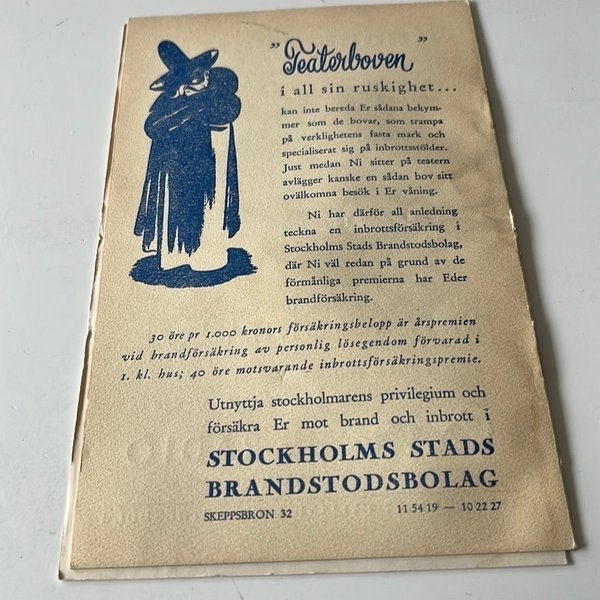 "Teaterboven"
i all sin ruskighet...
kan inte bereda Er sådana bekym-
mer som de bovar, som trampa
på verklighetens fasta mark och
specialiserat sig på inbrottsstölder.
Just medan Ni sitter på teatern
avlägger kanske en sådan bov sitt
ovälkomna besök i Er våning.
Ni har därför all anledning
teckna en inbrottsförsäkring i
Stockholms Stads Brandstodsbolag,
där Ni väl redan på grund av de
förmånliga premierna har Eder
brandförsäkring.
30 öre pr 1.000 kronors försäkringsbelopp är årspremien
vid brandförsäkring av personlig lösegendom förvarad i
1. kl. hus; 40 öre motsvarande inbrottsförsäkringspremie.
Utnyttja stockholmarens privilegium och
försäkra Er mot brand och inbrott i
STOCKHOLMS STADS
BRANDSTODSBOLAG
SKEPPSBRON 32 11 54 19 — 10 22 27